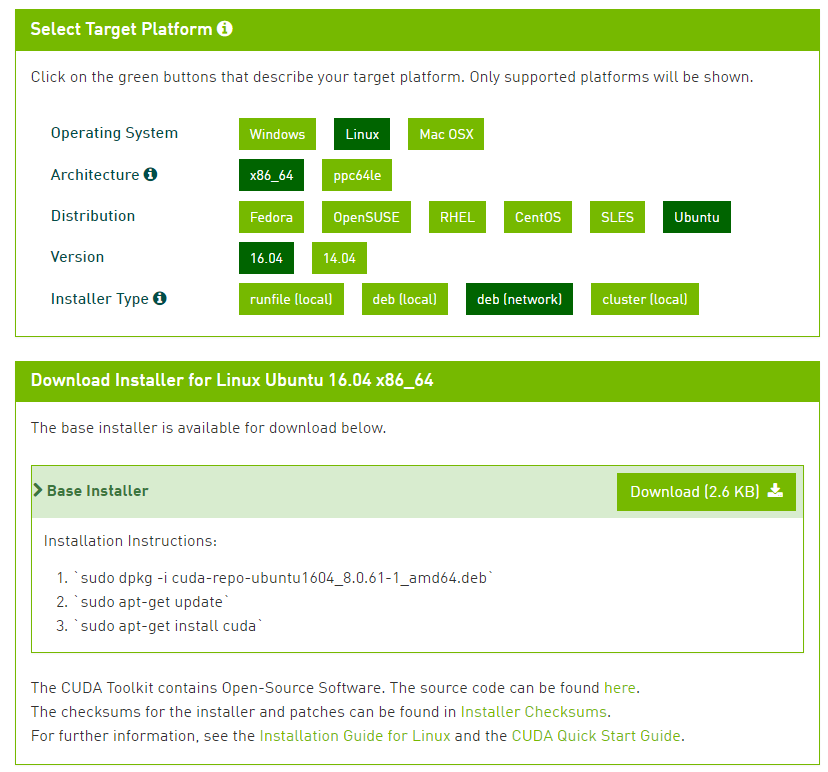 Select Target Platform
Click on the green buttons that describe your target platform. Only supported platforms will be shown.
Operating System Windows Linux Mac OSX
Architecture x86_64 ppc64le
Distribution Fedora OpenSUSE RHEL CentOS SLES Ubuntu
Version 16.04 14.04
Installer Type runfile (local) deb (local) deb (network) cluster (local)
Download Installer for Linux Ubuntu 16.04 x86_64
The base installer is available for download below.
Base Installer Download (2.6 KB)
Installation Instructions:
1. `sudo dpkg -i cuda-repo-ubuntu1604_8.0.61-1_amd64.deb`
2. `sudo apt-get update`
3. `sudo apt-get install cuda`
The CUDA Toolkit contains Open-Source Software. The source code can be found here.
The checksums for the installer and patches can be found in Installer Checksums.
For further information, see the Installation Guide for Linux and the CUDA Quick Start Guide.